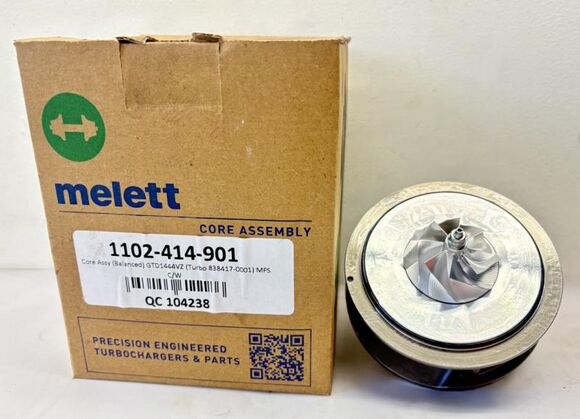 melett
CORE ASSEMBLY
1102-414-901
Core Assy (Balanced) GTD1444VZ (Turbo 838417-0001) MFS
C/W
QC 104238
PRECISION ENGINEERED
TURBOCHARGERS & PARTS